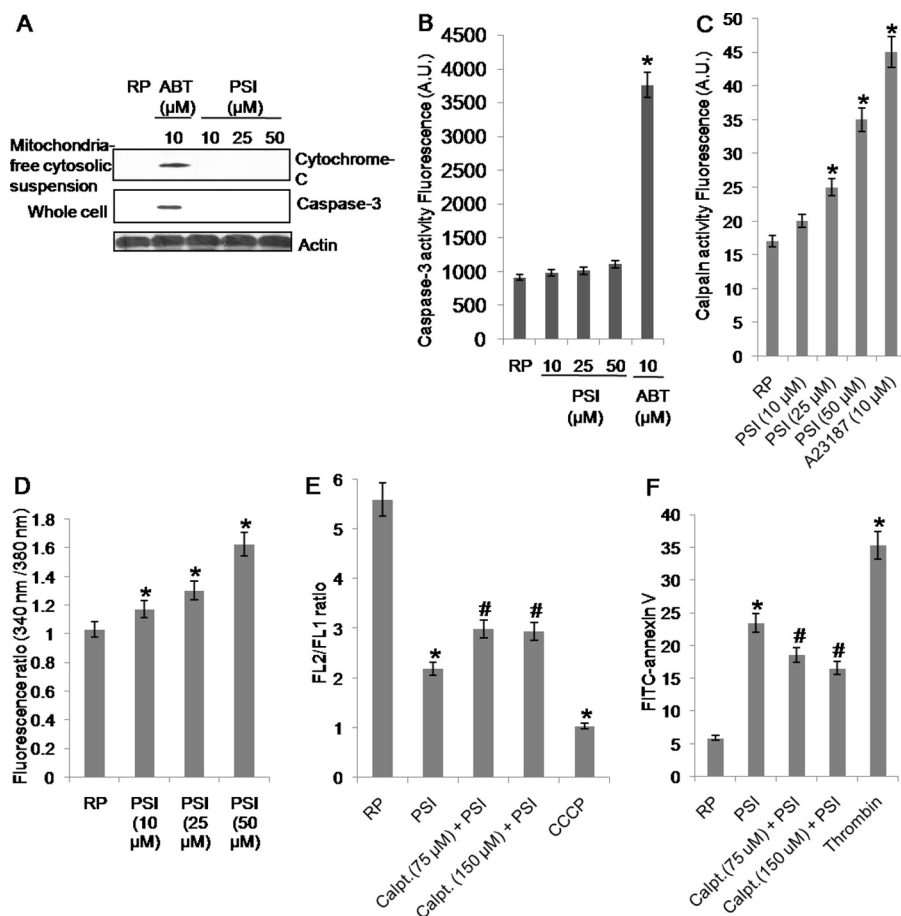 A
RP ABT PSI
(µM) (µM)
10 10 25 50
Mitochondria-
free cytosolic
suspension
Cytochrome-
C
Whole cell
Caspase-3
Actin
B
Caspase-3 activity Fluorescence (A.U.)
4500
4000
3500
3000
2500
2000
1500
1000
500
0
*
RP 10 25 50 10
PSI ABT
(µM) (µM)
C
Calpain activity Fluorescence (A.U.)
50
45
40
35
30
25
20
15
10
5
0
* * *
RP
PSI (10 µM)
PSI (25 µM)
PSI (50 µM)
A23187 (10 µM)
D
Fluorescence ratio (340 nm /380 nm)
1.8
1.6
1.4
1.2
1
0.8
0.6
0.4
0.2
0
* * *
RP PSI PSI PSI
(10 (25 (50
µM) µM) µM)
E
FL2/FL1 ratio
6
5
4
3
2
1
0
* # # *
RP
PSI
Calpt.(75 µM) + PSI
Calpt. (150 µM) + PSI
CCCP
F
FITC-annexin V
40
35
30
25
20
15
10
5
0
* # # *
RP
PSI
Calpt.(75 uM) + PSI
Calpt. (150 uM) + PSI
Thrombin